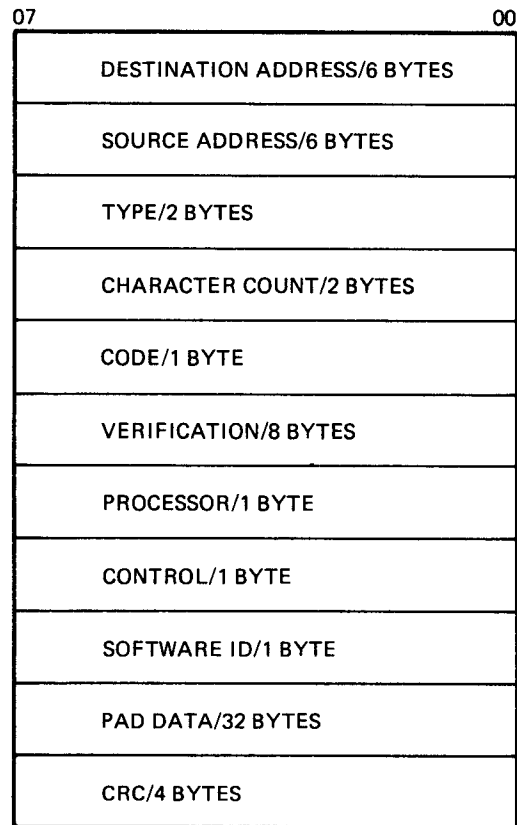 07 00
DESTINATION ADDRESS/6 BYTES
SOURCE ADDRESS/6 BYTES
TYPE/2 BYTES
CHARACTER COUNT/2 BYTES
CODE/1 BYTE
VERIFICATION/8 BYTES
PROCESSOR/1 BYTE
CONTROL/1 BYTE
SOFTWARE ID/1 BYTE
PAD DATA/32 BYTES
CRC/4 BYTES